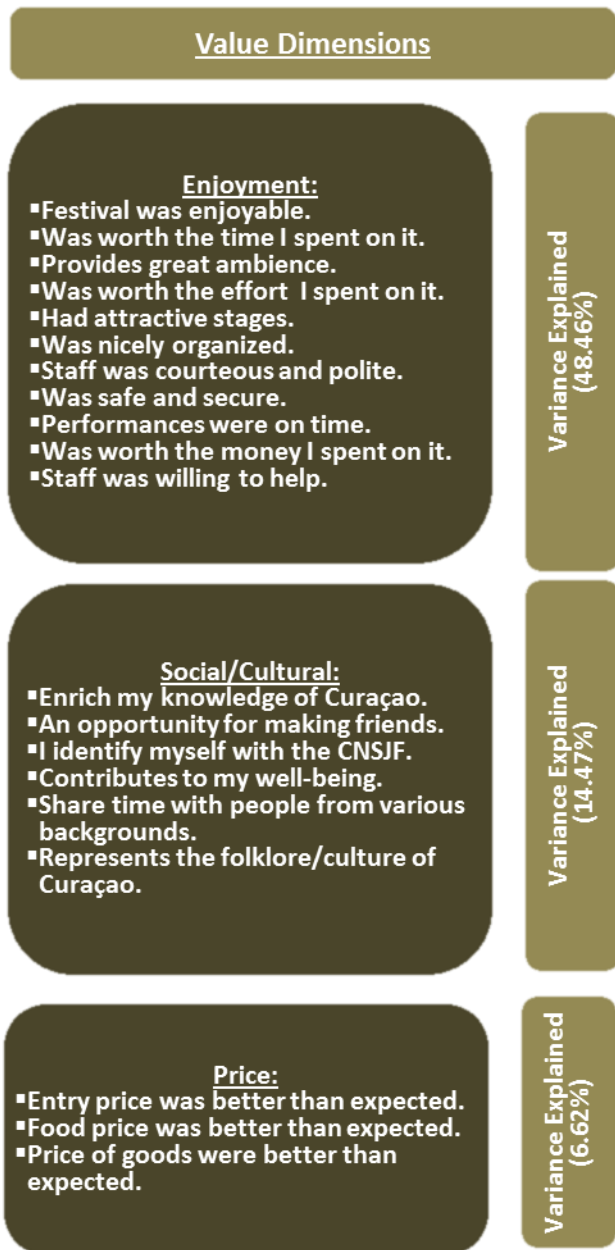 Value Dimensions
Enjoyment:
▪Festival was enjoyable.
▪Was worth the time I spent on it.
▪Provides great ambience.
▪Was worth the effort I spent on it.
▪Had attractive stages.
▪Was nicely organized.
▪Staff was courteous and polite.
▪Was safe and secure.
▪Performances were on time.
▪Was worth the money I spent on it.
▪Staff was willing to help.
Variance Explained
(48.46%)
Social/Cultural:
▪Enrich my knowledge of Curaçao.
▪An opportunity for making friends.
▪I identify myself with the CNSJF.
▪Contributes to my well-being.
▪Share time with people from various
backgrounds.
▪Represents the folklore/culture of
Curaçao.
Variance Explained
(14.47%)
Price:
▪Entry price was better than expected.
▪Food price was better than expected.
▪Price of goods were better than
expected.
Variance Explained
(6.62%)